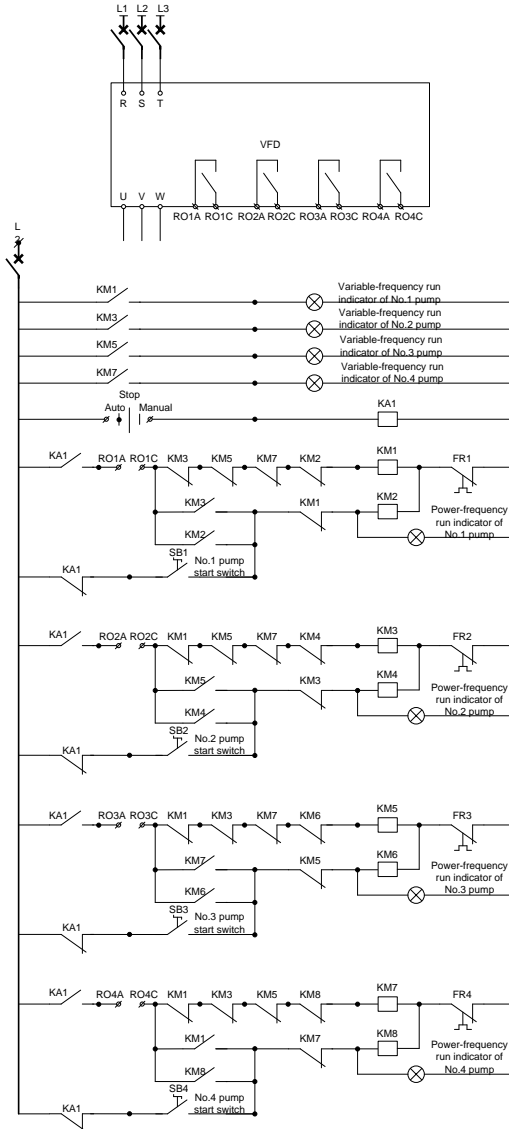 L1 L2 L3
R S T
VFD
U V W
RO1A RO1C RO2A RO2C RO3A RO3C RO4A RO4C
L
KM1
Variable-frequency run
indicator of No.1 pump
KM3
Variable-frequency run
indicator of No.2 pump
KM5
Variable-frequency run
indicator of No.3 pump
KM7
Variable-frequency run
indicator of No.4 pump
Stop
Auto Manual KA1
KA1 RO1A RO1C KM3 KM5 KM7 KM2 KM1 FR1
KM3 KM1 KM2
Power-frequency
run indicator of
No.1 pump
KM2
SB1 No.1 pump
start switch
KA1
KA1 RO2A RO2C KM1 KM5 KM7 KM4 KM3 FR2
KM5 KM3 KM4
Power-frequency
run indicator of
No.2 pump
KM4
SB2 No.2 pump
start switch
KA1
KA1 RO3A RO3C KM1 KM3 KM7 KM6 KM5 FR3
KM7 KM5 KM6
Power-frequency
run indicator of
No.3 pump
KM6
SB3 No.3 pump
start switch
KA1
KA1 RO4A RO4C KM1 KM3 KM5 KM8 KM7 FR4
KM1 KM7 KM8
Power-frequency
run indicator of
No.4 pump
KM8
SB4 No.4 pump
start switch
KA1